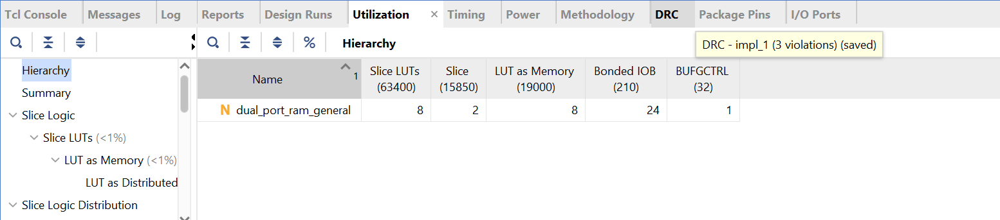 Tcl Console Messages Log Reports Design Runs Utilization × Timing Power Methodology DRC Package Pins I/O Ports
DRC - impl_1 (3 violations) (saved)
% Hierarchy
Hierarchy
Summary
Slice Logic
Slice LUTs (<1%)
LUT as Memory (<1%)
LUT as Distributed
Slice Logic Distribution
Name 1 Slice LUTs (63400) Slice (15850) LUT as Memory (19000) Bonded IOB (210) BUFGCTRL (32)
N dual_port_ram_general 8 2 8 24 1